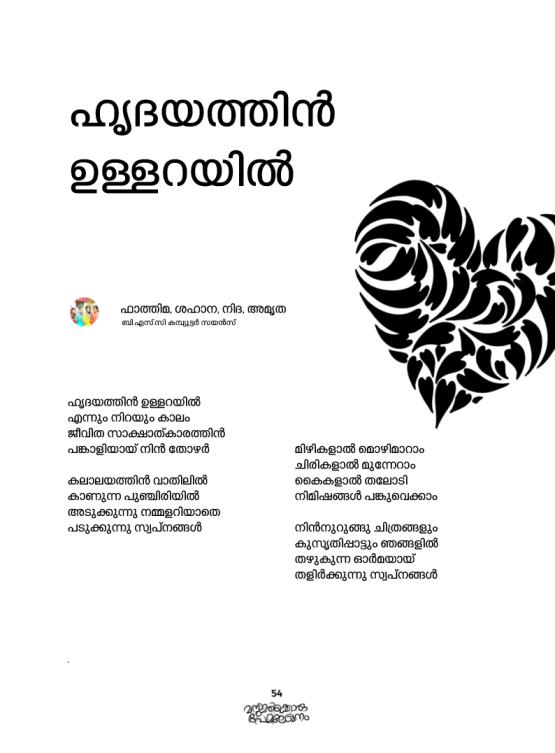 ഹൃദയത്തിൻ
ഉള്ളറയിൽ
ഫാത്തിമ, ശഹാന, നിദ, അമൃത
ബി.എസ്.സി കമ്പ്യൂട്ടർ സയൻസ്
ഹൃദയത്തിൻ ഉള്ളറയിൽ
എന്നും നിറയും കാലം
ജീവിത സാക്ഷാത്കാരത്തിൻ
പങ്കാളിയായ് നിൻ തോഴർ
കലാലയത്തിൻ വാതിലിൽ
കാണുന്ന പുഞ്ചിരിയിൽ
അടുക്കുന്നു നമ്മളറിയാതെ
പടുക്കുന്നു സ്വപ്നങ്ങൾ
മിഴികളാൽ മൊഴിമാറാം
ചിരികളാൽ മുന്നേറാം
കൈകളാൽ തലോടി
നിമിഷങ്ങൾ പങ്കുവെക്കാം
നിൻനുറുങ്ങു ചിത്രങ്ങളും
കുസൃതിപ്പാട്ടും ഞങ്ങളിൽ
തഴുകുന്ന ഓർമയായ്
തളിർക്കുന്നു സ്വപ്നങ്ങൾ
54